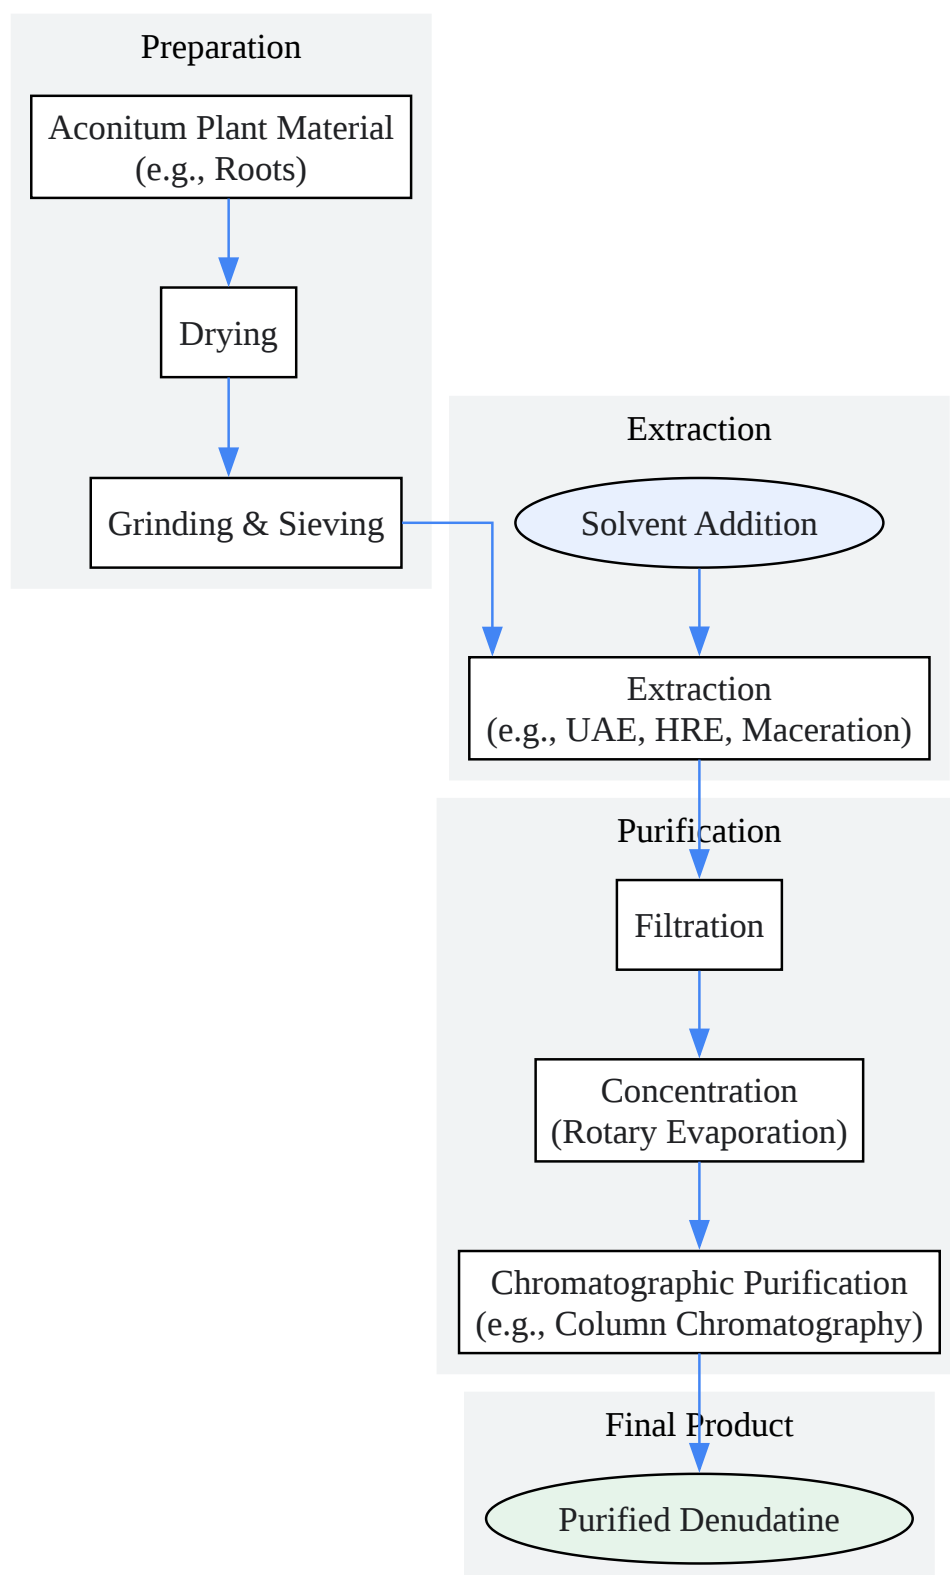 Preparation
Aconitum Plant Material
(e.g., Roots)
Drying
Grinding & Sieving
Extraction
Solvent Addition
Extraction
(e.g., UAE, HRE, Maceration)
Purification
Filtration
Concentration
(Rotary Evaporation)
Chromatographic Purification
(e.g., Column Chromatography)
Final Product
Purified Denudatine